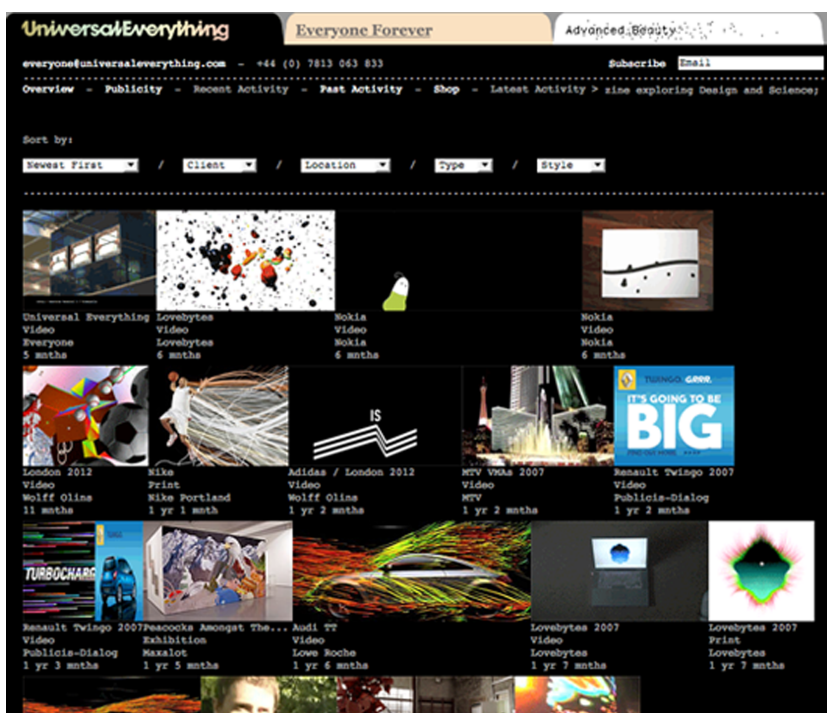 UniversalEverything
Everyone Forever
Advanced Beauty
everyone@universaleverything.com - +44 (0) 7813 063 833
Subscribe Email
Overview - Publicity - Recent Activity - Past Activity - Shop - Latest Activity > zine exploring Design and Science;
Sort by:
Newest First / Client / Location / Type / Style
Universal Everything Lovebytes Nokia Nokia
Video Video Video Video
Everyone Lovebytes Nokia Nokia
5 mnths 6 mnths 6 mnths 6 mnths
IS
TWINGO. GRRR.
IT'S GOING TO BE
BIG
London 2012 Nike Adidas / London 2012 MTV VMAs 2007 Renault Twingo 2007
Video Print Video Video Video
Wolff Olins Nike Portland Wolff Olins MTV Publicis-Dialog
11 mnths 1 yr 1 mnth 1 yr 2 mnths 1 yr 2 mnths 1 yr 2 mnths
TURBOCHARG
Renault Twingo 2007 Peacocks Amongst The... Audi TT Lovebytes 2007 Lovebytes 2007
Video Exhibition Video Video Print
Publicis-Dialog Maxalot Lowe Roche Lovebytes Lovebytes
1 yr 3 mnths 1 yr 5 mnths 1 yr 6 mnths 1 yr 7 mnths 1 yr 7 mnths